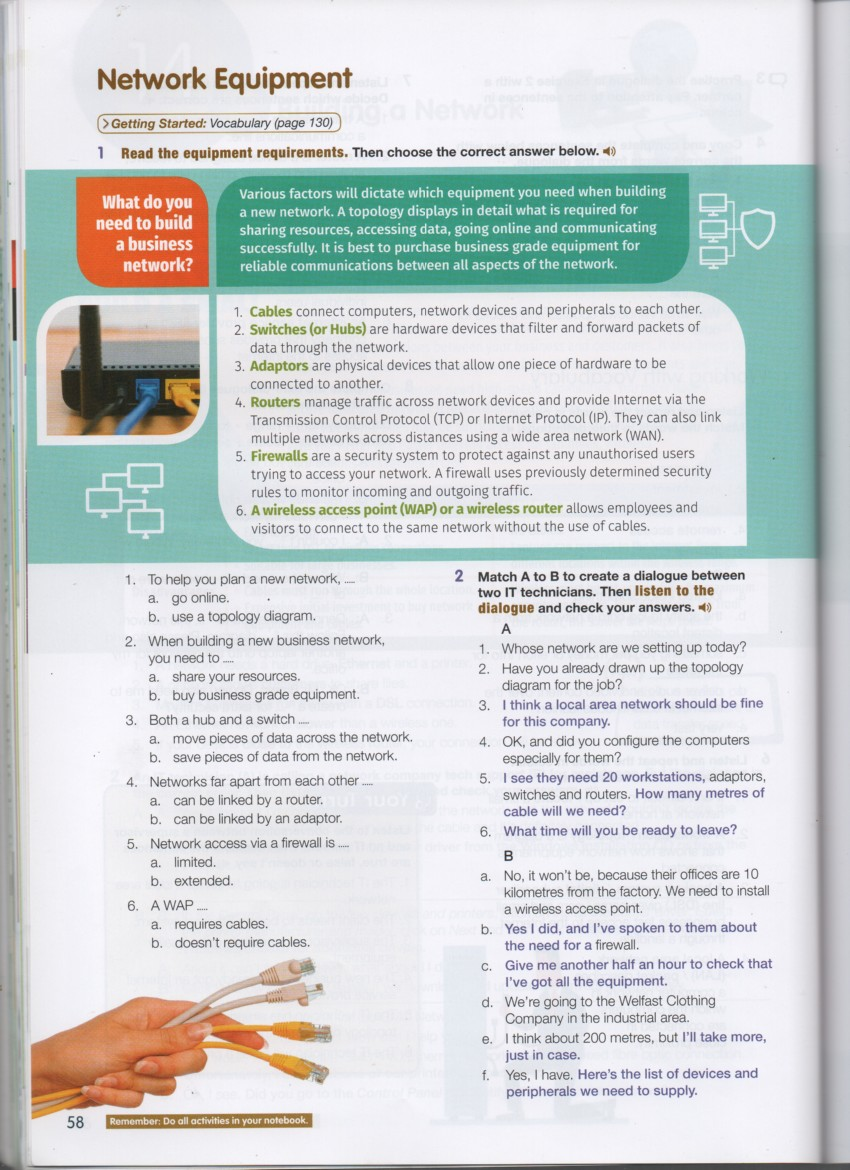 Network Equipment
> Getting Started: Vocabulary (page 130)
1 Read the equipment requirements. Then choose the correct answer below.
What do you
need to build
a business
network?
Various factors will dictate which equipment you need when building
a new network. A topology displays in detail what is required for
sharing resources, accessing data, going online and communicating
successfully. It is best to purchase business grade equipment for
reliable communications between all aspects of the network.
1. Cables connect computers, network devices and peripherals to each other.
2. Switches (or Hubs) are hardware devices that filter and forward packets of
data through the network.
3. Adaptors are physical devices that allow one piece of hardware to be
connected to another.
4. Routers manage traffic across network devices and provide Internet via the
Transmission Control Protocol (TCP) or Internet Protocol (IP). They can also link
multiple networks across distances using a wide area network (WAN).
5. Firewalls are a security system to protect against any unauthorised users
trying to access your network. A firewall uses previously determined security
rules to monitor incoming and outgoing traffic.
6. A wireless access point (WAP) or a wireless router allows employees and
visitors to connect to the same network without the use of cables.
1. To help you plan a new network, ....
a. go online.
b. use a topology diagram.
2. When building a new business network,
you need to ....
a. share your resources.
b. buy business grade equipment.
3. Both a hub and a switch ....
a. move pieces of data across the network.
b. save pieces of data from the network.
4. Networks far apart from each other ....
a. can be linked by a router.
b. can be linked by an adaptor.
5. Network access via a firewall is ....
a. limited.
b. extended.
6. A WAP ....
a. requires cables.
b. doesn't require cables.
2 Match A to B to create a dialogue between
two IT technicians. Then listen to the
dialogue and check your answers.
A
1. Whose network are we setting up today?
2. Have you already drawn up the topology
diagram for the job?
3. I think a local area network should be fine
for this company.
4. OK, and did you configure the computers
especially for them?
5. I see they need 20 workstations, adaptors,
switches and routers. How many metres of
cable will we need?
6. What time will you be ready to leave?
B
a. No, it won't be, because their offices are 10
kilometres from the factory. We need to install
a wireless access point.
b. Yes I did, and I've spoken to them about
the need for a firewall.
c. Give me another half an hour to check that
I've got all the equipment.
d. We're going to the Welfast Clothing
Company in the industrial area.
e. I think about 200 metres, but I'll take more,
just in case.
f. Yes, I have. Here's the list of devices and
peripherals we need to supply.
58
Remember: Do all activities in your notebook.